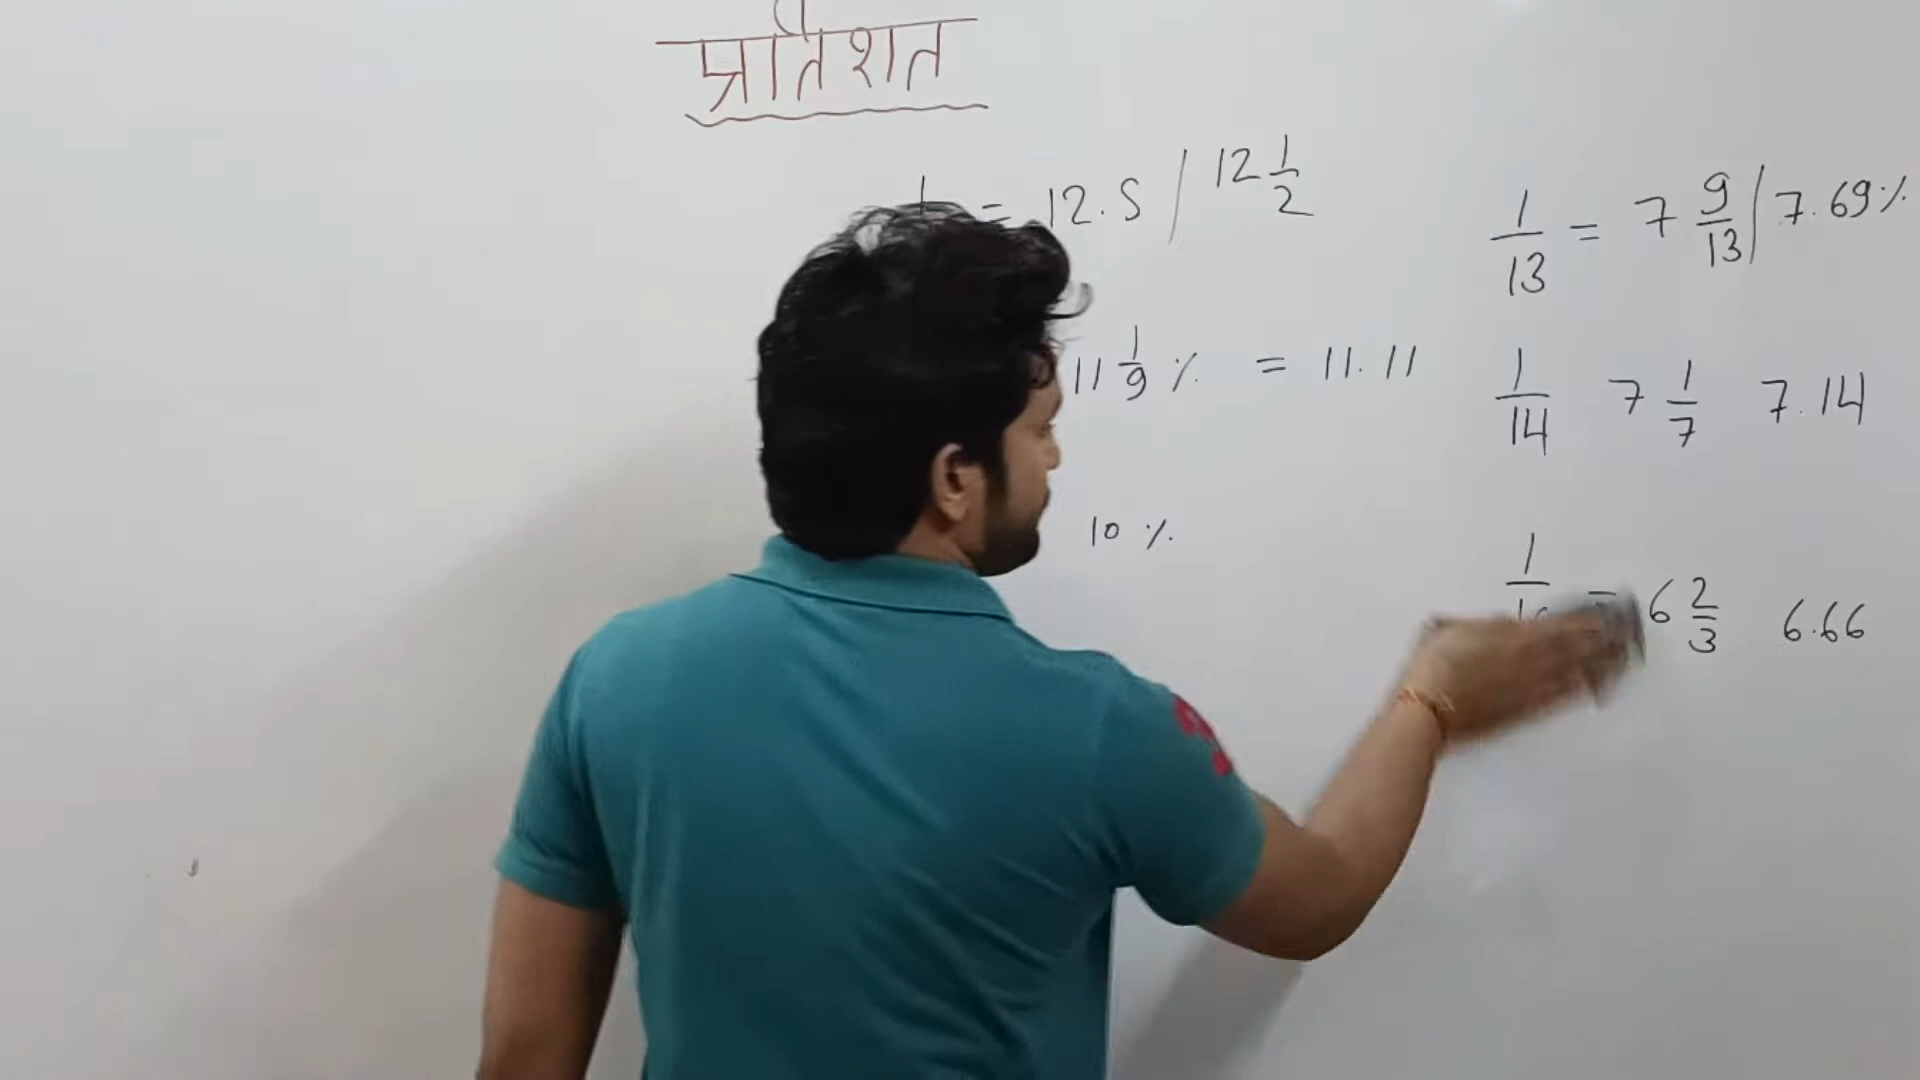 प्रतिशत
= 12.5 / 12 1/2
11 1/9 % = 11.11
10 %
1/13 = 7 9/13 / 7.69%
1/14 7 1/7 7.14
= 6 2/3 6.66